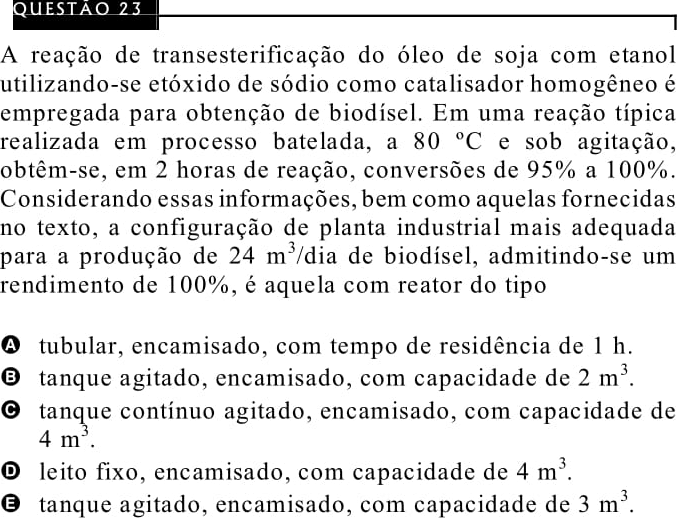 QUESTÃO 23
A reação de transesterificação do óleo de soja com etanol
utilizando-se etóxido de sódio como catalisador homogêneo é
empregada para obtenção de biodísel. Em uma reação típica
realizada em processo batelada, a 80 ºC e sob agitação,
obtêm-se, em 2 horas de reação, conversões de 95% a 100%.
Considerando essas informações, bem como aquelas fornecidas
no texto, a configuração de planta industrial mais adequada
para a produção de 24 m³/dia de biodísel, admitindo-se um
rendimento de 100%, é aquela com reator do tipo
A tubular, encamisado, com tempo de residência de 1 h.
B tanque agitado, encamisado, com capacidade de 2 m³.
C tanque contínuo agitado, encamisado, com capacidade de
4 m³.
D leito fixo, encamisado, com capacidade de 4 m³.
E tanque agitado, encamisado, com capacidade de 3 m³.